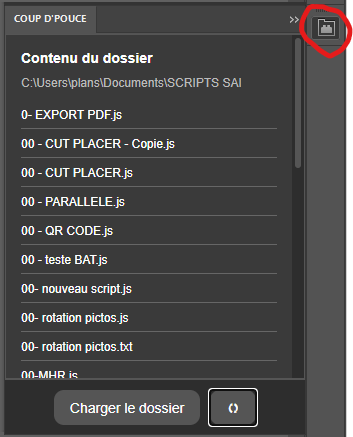 COUP D'POUCE
>>
Contenu du dossier
C:\Users\plans\Documents\SCRIPTS SAI
0- EXPORT PDF.js
00 - CUT PLACER - Copie.js
00 - CUT PLACER.js
00 - PARALLELE.js
00 - QR CODE.js
00 - teste BAT.js
00- nouveau script.js
00- rotation pictos.js
00- rotation pictos.txt
00-MHR.js
Charger le dossier